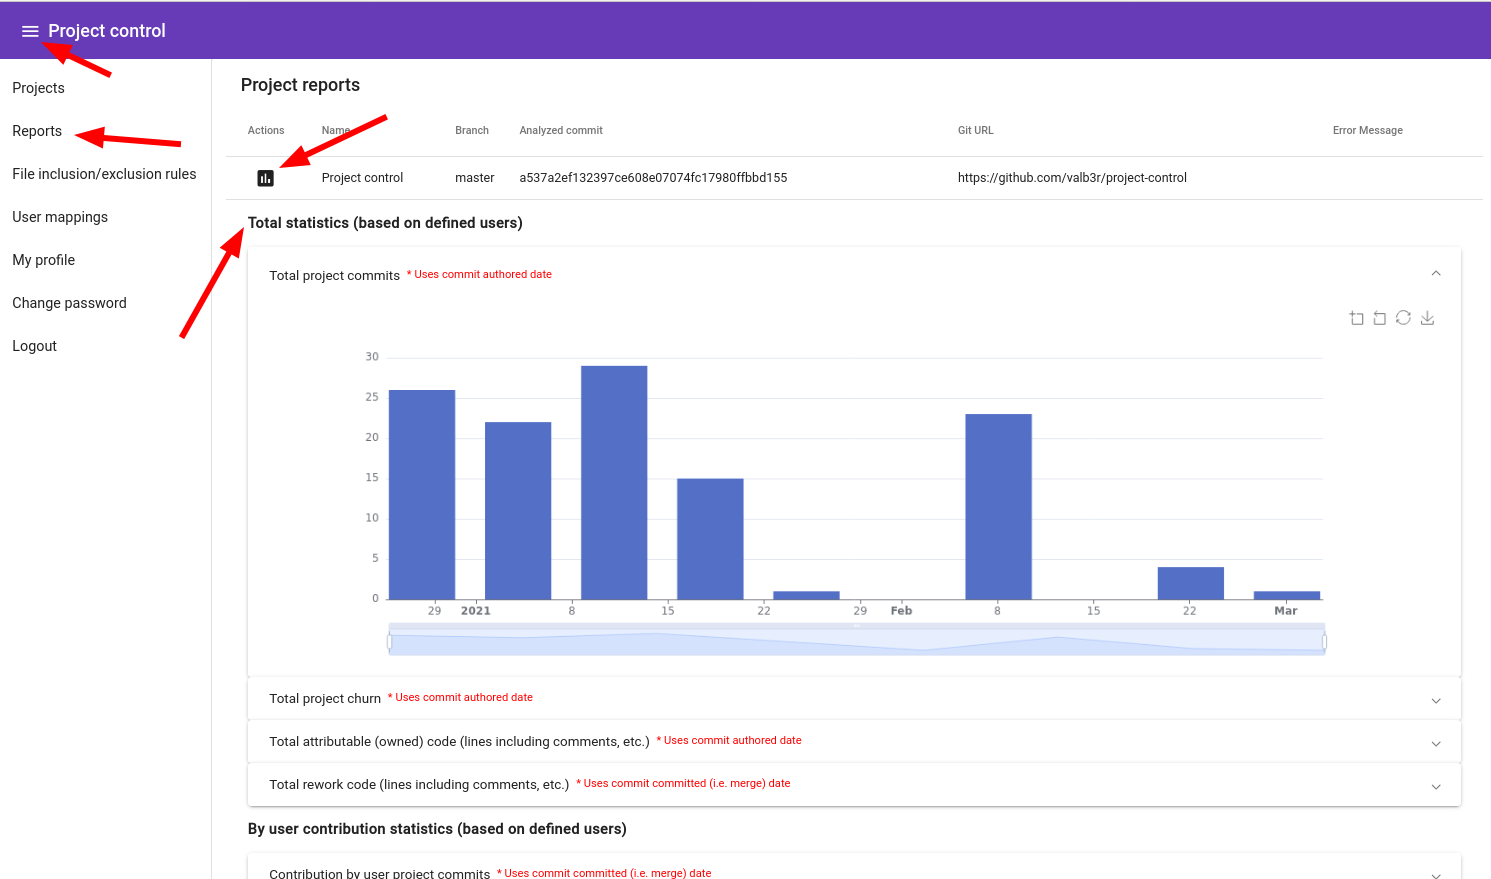 Project control
Projects
Reports
File inclusion/exclusion rules
User mappings
My profile
Change password
Logout
Project reports
Actions Name Branch Analyzed commit Git URL Error Message
Project control master a537a2ef132397ce608e07074fc17980ffbbd155 https://github.com/valb3r/project-control
Total statistics (based on defined users)
Total project commits * Uses commit authored date
30
25
20
15
10
5
0
29 2021 8 15 22 29 Feb 8 15 22 Mar
Total project churn * Uses commit authored date
Total attributable (owned) code (lines including comments, etc.) * Uses commit authored date
Total rework code (lines including comments, etc.) * Uses commit committed (i.e. merge) date
By user contribution statistics (based on defined users)
Contribution by user project commits * Uses commit committed (i.e. merge) date